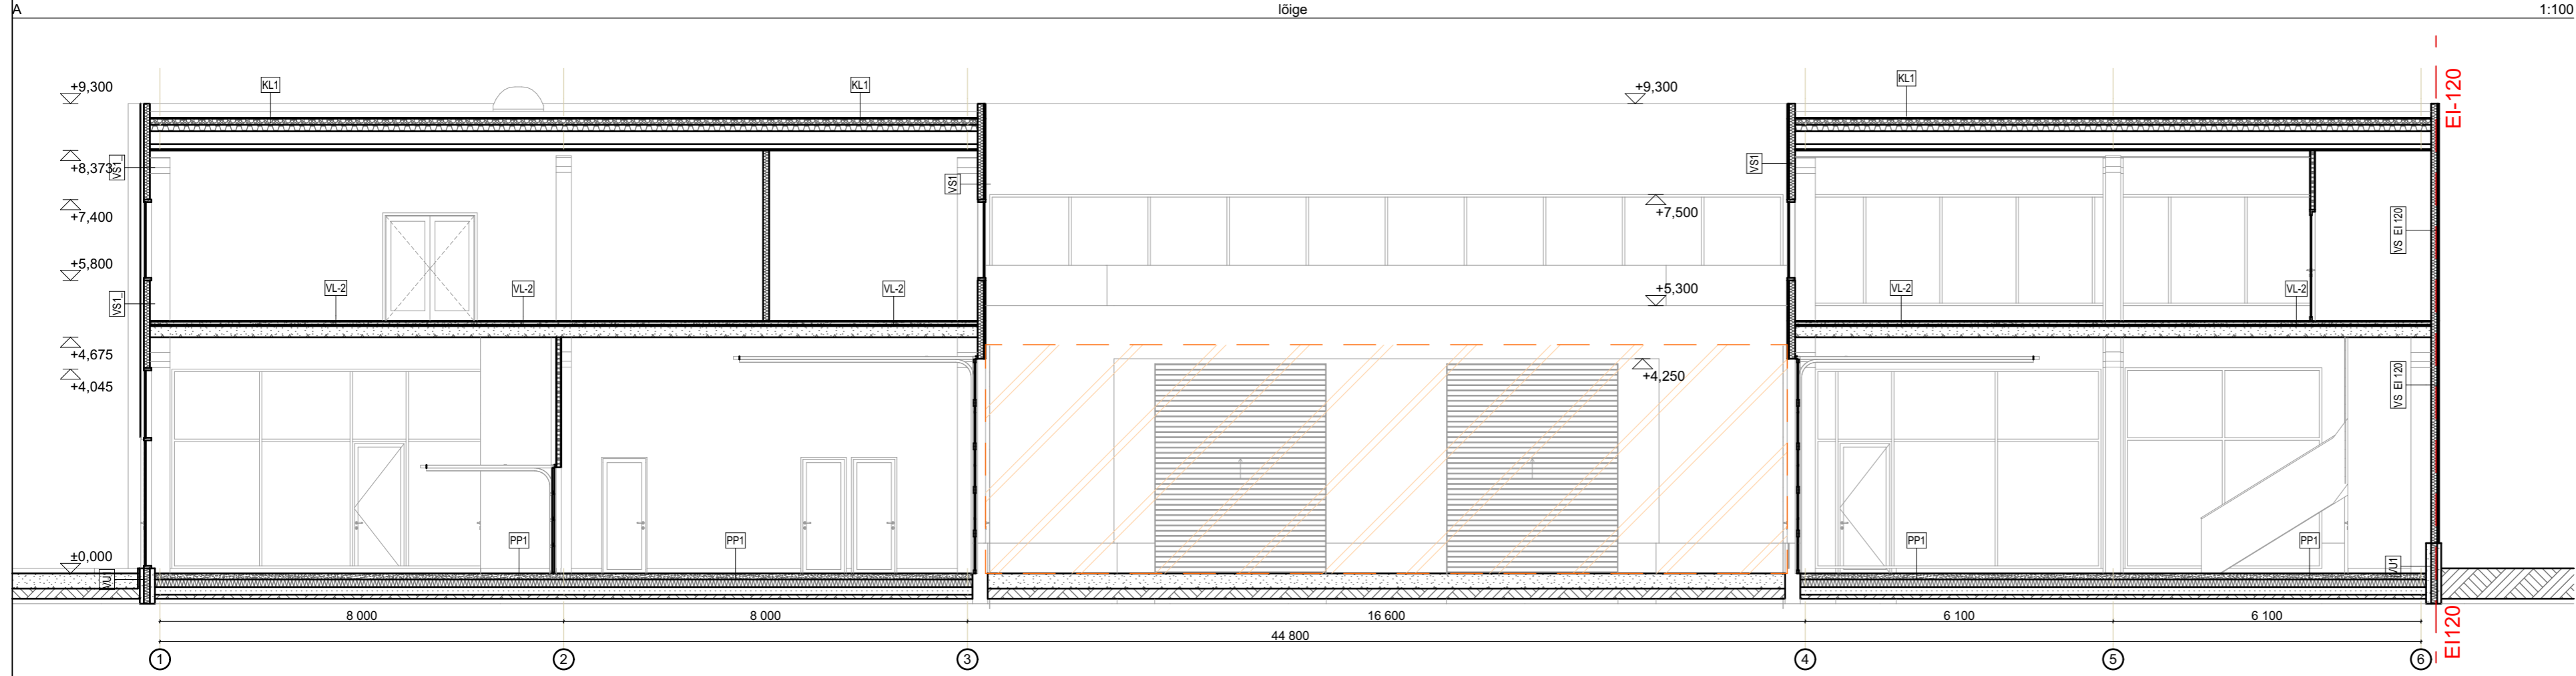 A lõige 1:100
EI-120
KL1 KL1 KL1
+9,300 +9,300
+8,373
VS1_ VS1 VS1
+7,400 +7,500
VS EI 120
+5,800
VS1_ VL-2 VL-2 VL-2 +5,300 VL-2 VL-2
+4,675
+4,045 +4,250
VS EI 120
±0,000 PP1 PP1 PP1 PP1
VU1 VU1
8 000 8 000 16 600 6 100 6 100
44 800
EI120
1 2 3 4 5 6